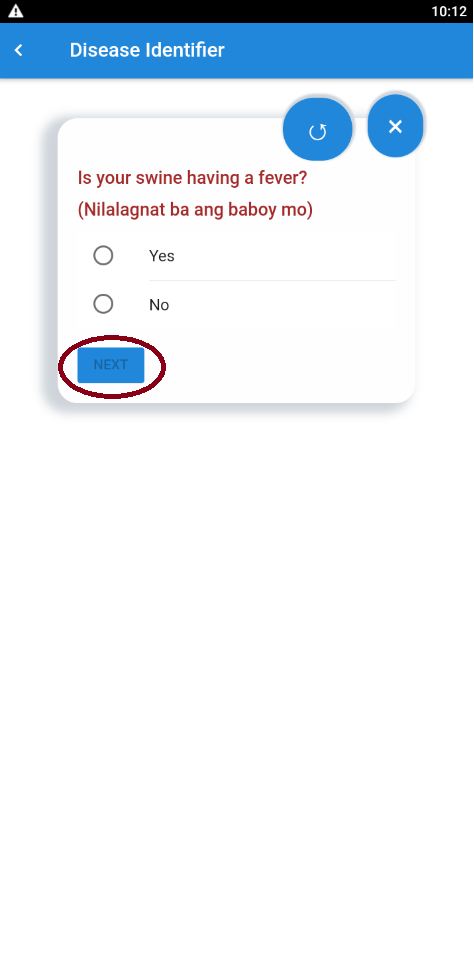 10:12
Disease Identifier
Is your swine having a fever?
(Nilalagnat ba ang baboy mo)
Yes
No
NEXT